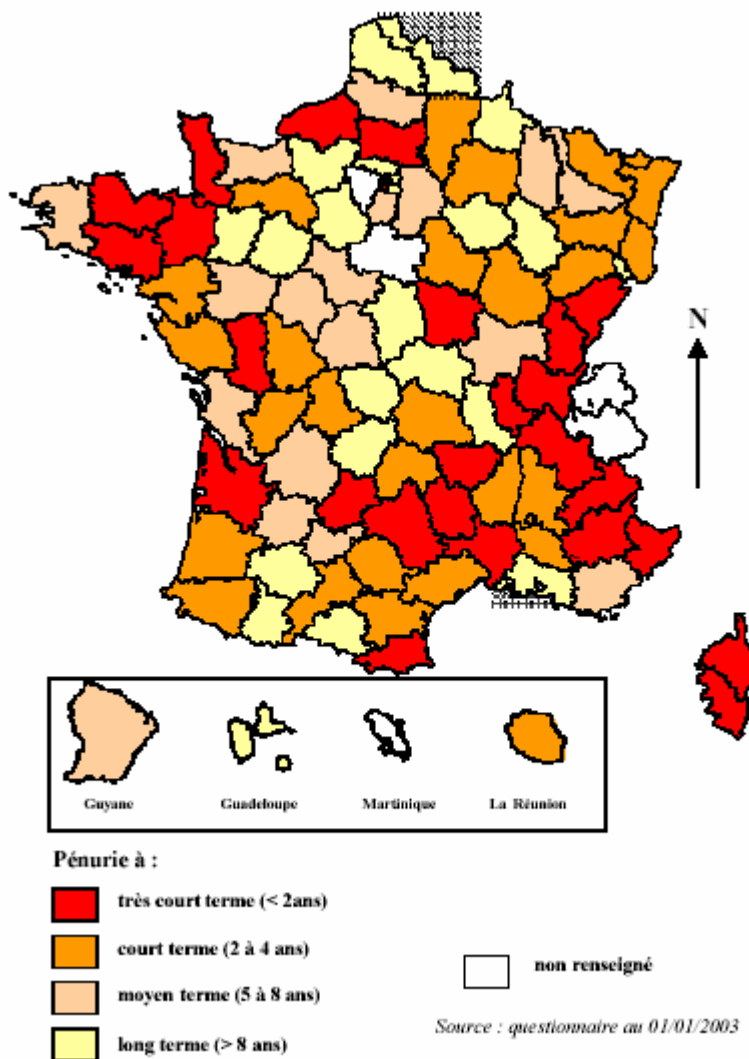 N
Guyane
Guadeloupe
Martinique
La Réunion
Pénurie à :
très court terme (< 2ans)
court terme (2 à 4 ans)
non renseigné
moyen terme (5 à 8 ans)
Source : questionnaire au 01/01/2003
long terme (> 8 ans)